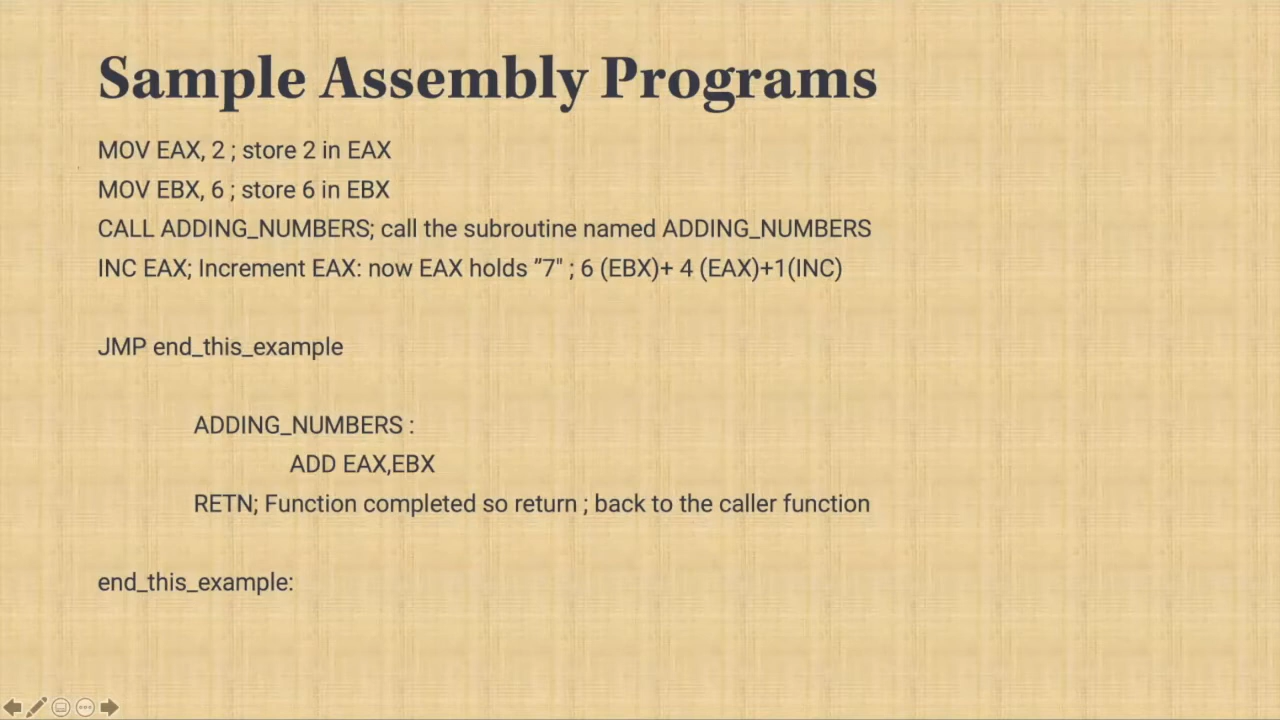 Sample Assembly Programs
MOV EAX, 2 ; store 2 in EAX
MOV EBX, 6 ; store 6 in EBX
CALL ADDING_NUMBERS; call the subroutine named ADDING_NUMBERS
INC EAX; Increment EAX: now EAX holds ”7" ; 6 (EBX)+ 4 (EAX)+1(INC)
JMP end_this_example
ADDING_NUMBERS :
ADD EAX,EBX
RETN; Function completed so return ; back to the caller function
end_this_example: